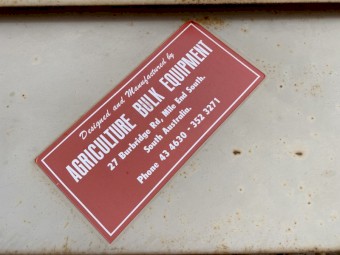 Designed and Manufactured by
AGRICULTURE BULK EQUIPMENT
27 Burbridge Rd, Mile End South.
South Australia.
Phone 43 4630 - 352 3271